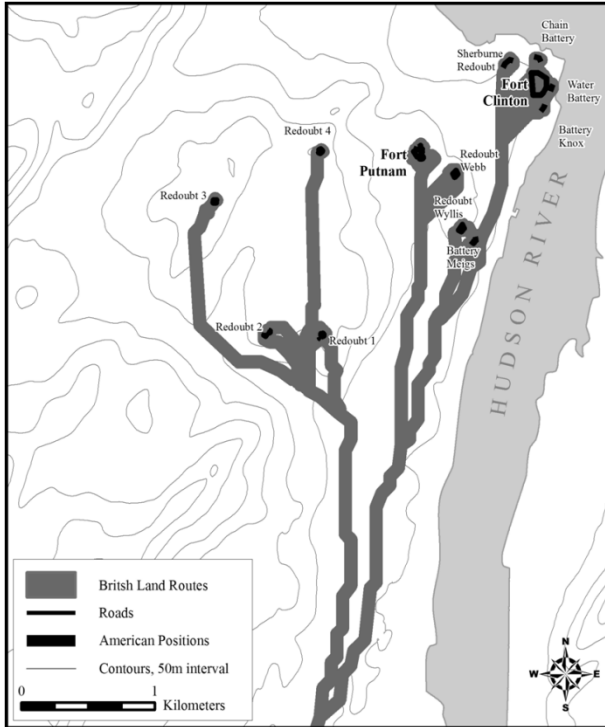 Chain
Battery
Sherburne
Redoubt
Fort
Clinton
Water
Battery
Battery
Knox
Redoubt 4
Fort
Putnam
Redoubt
Webb
Redoubt 3
Redoubt
Wyllis
Battery
Meigs
Redoubt 2
Redoubt 1
HUDSON RIVER
Britsh Land Routes
Roads
American Positions
Contours, 50m interval
0 1
Kilometers
N
W E
S